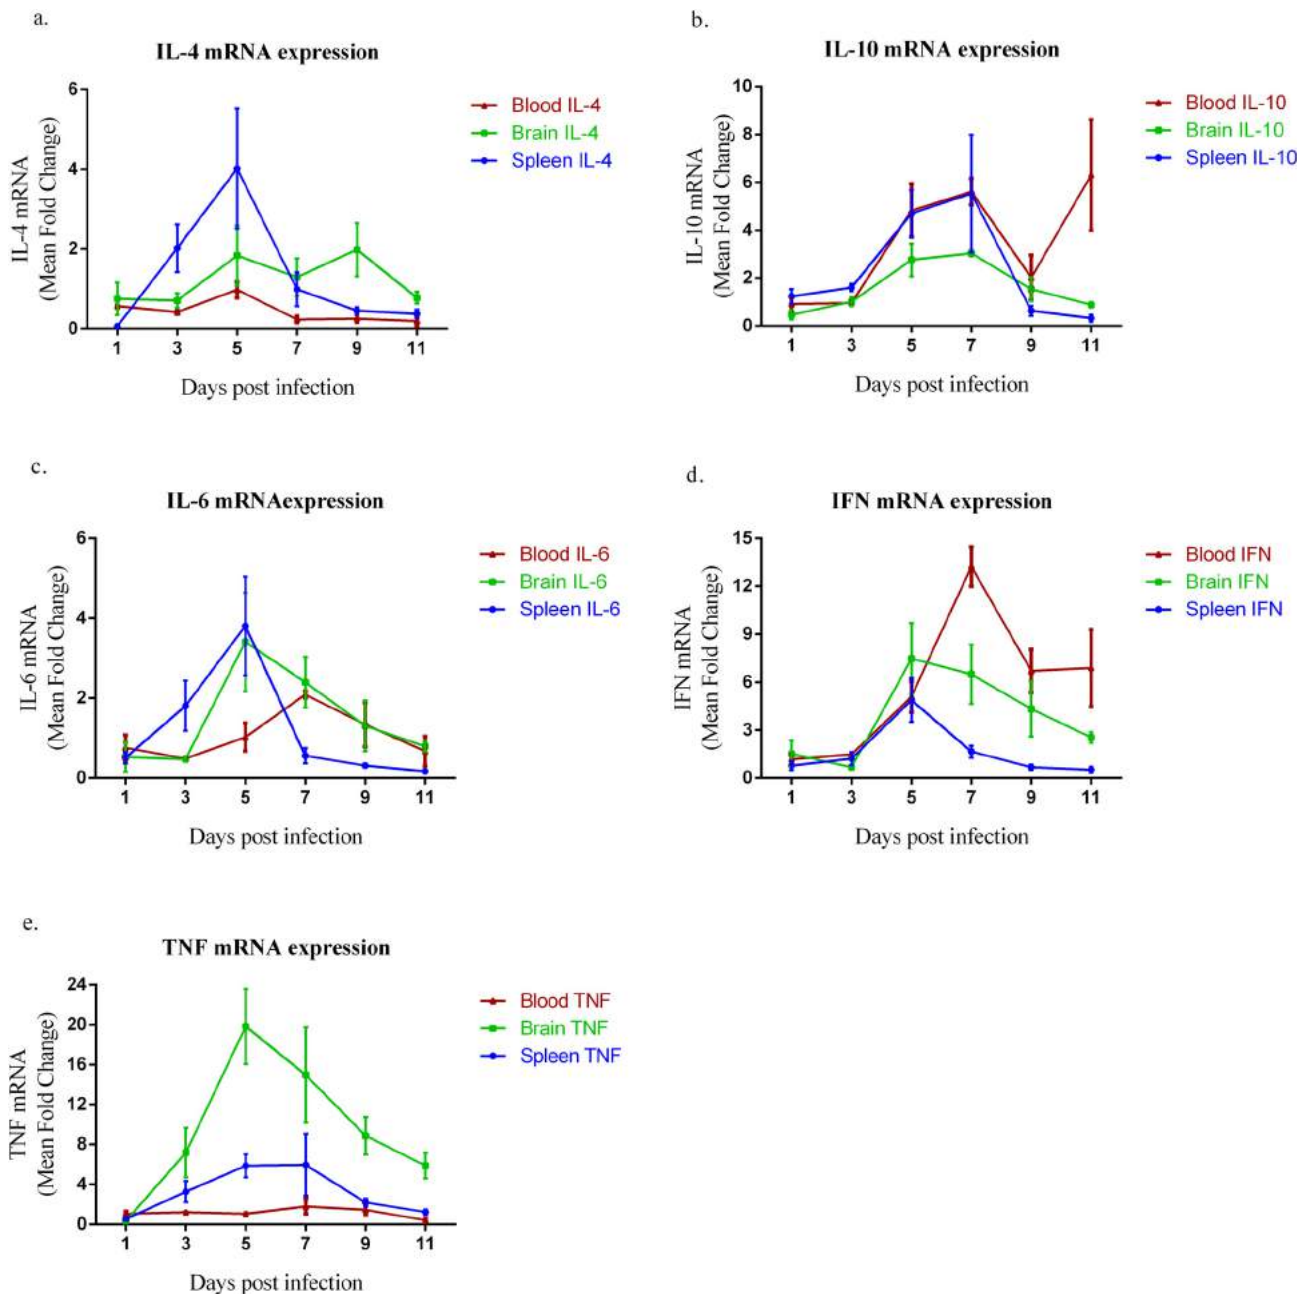 a.
IL-4 mRNA expression
IL-4 mRNA
(Mean Fold Change)
6
4
2
0
1 3 5 7 9 11
Days post infection
Blood IL-4
Brain IL-4
Spleen IL-4
b.
IL-10 mRNA expression
IL-10 mRNA
(Mean Fold Change)
10
8
6
4
2
0
1 3 5 7 9 11
Days post infection
Blood IL-10
Brain IL-10
Spleen IL-10
c.
IL-6 mRNAexpression
IL-6 mRNA
(Mean Fold Change)
6
4
2
0
1 3 5 7 9 11
Days post infection
Blood IL-6
Brain IL-6
Spleen IL-6
d.
IFN mRNA expression
IFN mRNA
(Mean Fold Change)
15
12
9
6
3
0
1 3 5 7 9 11
Days post infection
Blood IFN
Brain IFN
Spleen IFN
e.
TNF mRNA expression
TNF mRNA
(Mean Fold Change)
24
20
16
12
8
4
0
1 3 5 7 9 11
Days post infection
Blood TNF
Brain TNF
Spleen TNF